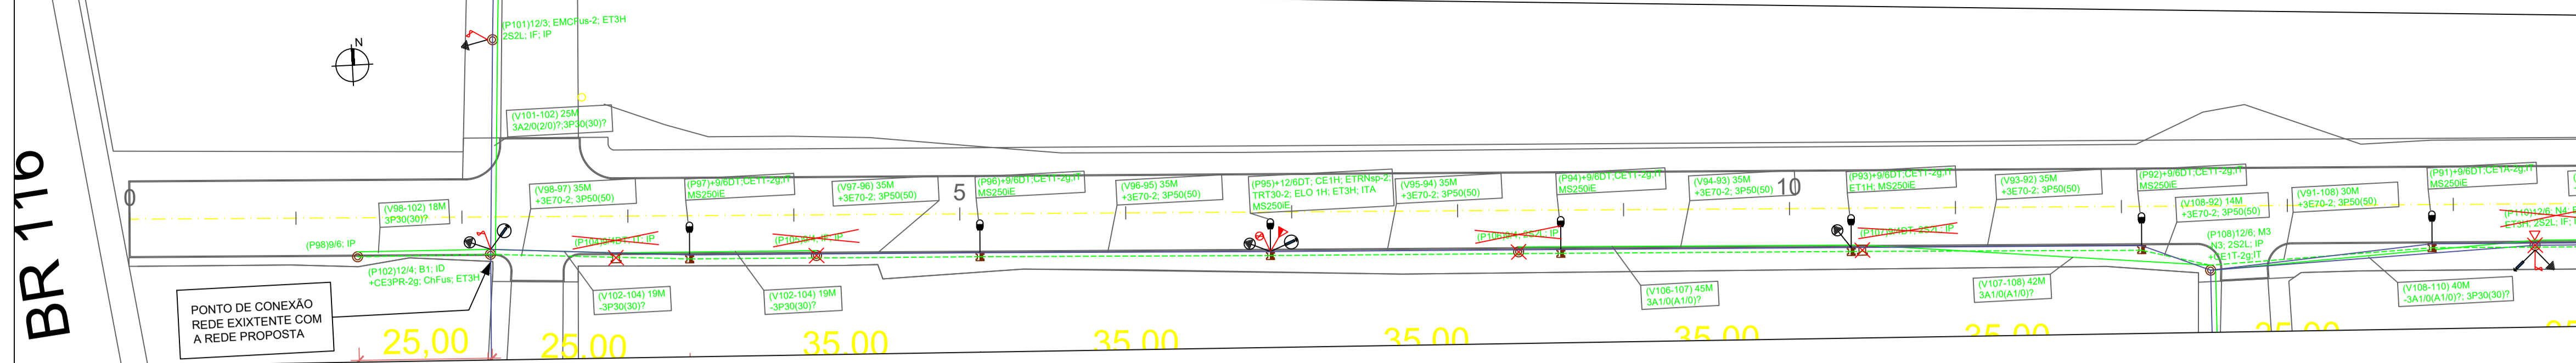 BR 116
N
(P101)12/3; EMCFus-2; ET3H
2S2L; IF; IP
(V101-102) 25M
3A2/0(2/0)?;3P30(30)?
0
(V98-102) 18M
3P30(30)?
(P98)9/6; IP
(P102)12/4; B1; ID
+CE3PR-2g; ChFus; ET3H
PONTO DE CONEXÃO
REDE EXIXTENTE COM
A REDE PROPOSTA
(V98-97) 35M
+3E70-2; 3P50(50)
(V102-104) 19M
-3P30(30)?
(P97)+9/6DT;CE1T-2g;IT
MS250iE
(V102-104) 19M
-3P30(30)?
(V97-96) 35M
+3E70-2; 3P50(50)
5
(P96)+9/6DT;CE1T-2g;IT
MS250iE
(V96-95) 35M
+3E70-2; 3P50(50)
(P95)+12/6DT; CE1H; ETRNsp-2;
TRT30-2; ELO 1H; ET3H; ITA
MS250iE
(V95-94) 35M
+3E70-2; 3P50(50)
(P94)+9/6DT;CE1T-2g;IT
MS250iE
(V106-107) 45M
3A1/0(A1/0)?
(V94-93) 35M
+3E70-2; 3P50(50)
10
(P93)+9/6DT;CE1T-2g;IT
ET1H; MS250iE
(V93-92) 35M
+3E70-2; 3P50(50)
(V107-108) 42M
3A1/0(A1/0)?
(P92)+9/6DT;CE1T-2g;IT
MS250iE
(V108-92) 14M
+3E70-2; 3P50(50)
(P108)12/6; M3
N3; 2S2L; IP
+CE1T-2g;IT
(V91-108) 30M
+3E70-2; 3P50(50)
(V108-110) 40M
-3A1/0(A1/0)?; 3P30(30)?
(P91)+9/6DT;CE1A-2g;IT
MS250iE
25,00
25,00
35,00
35,00
35,00
35,00